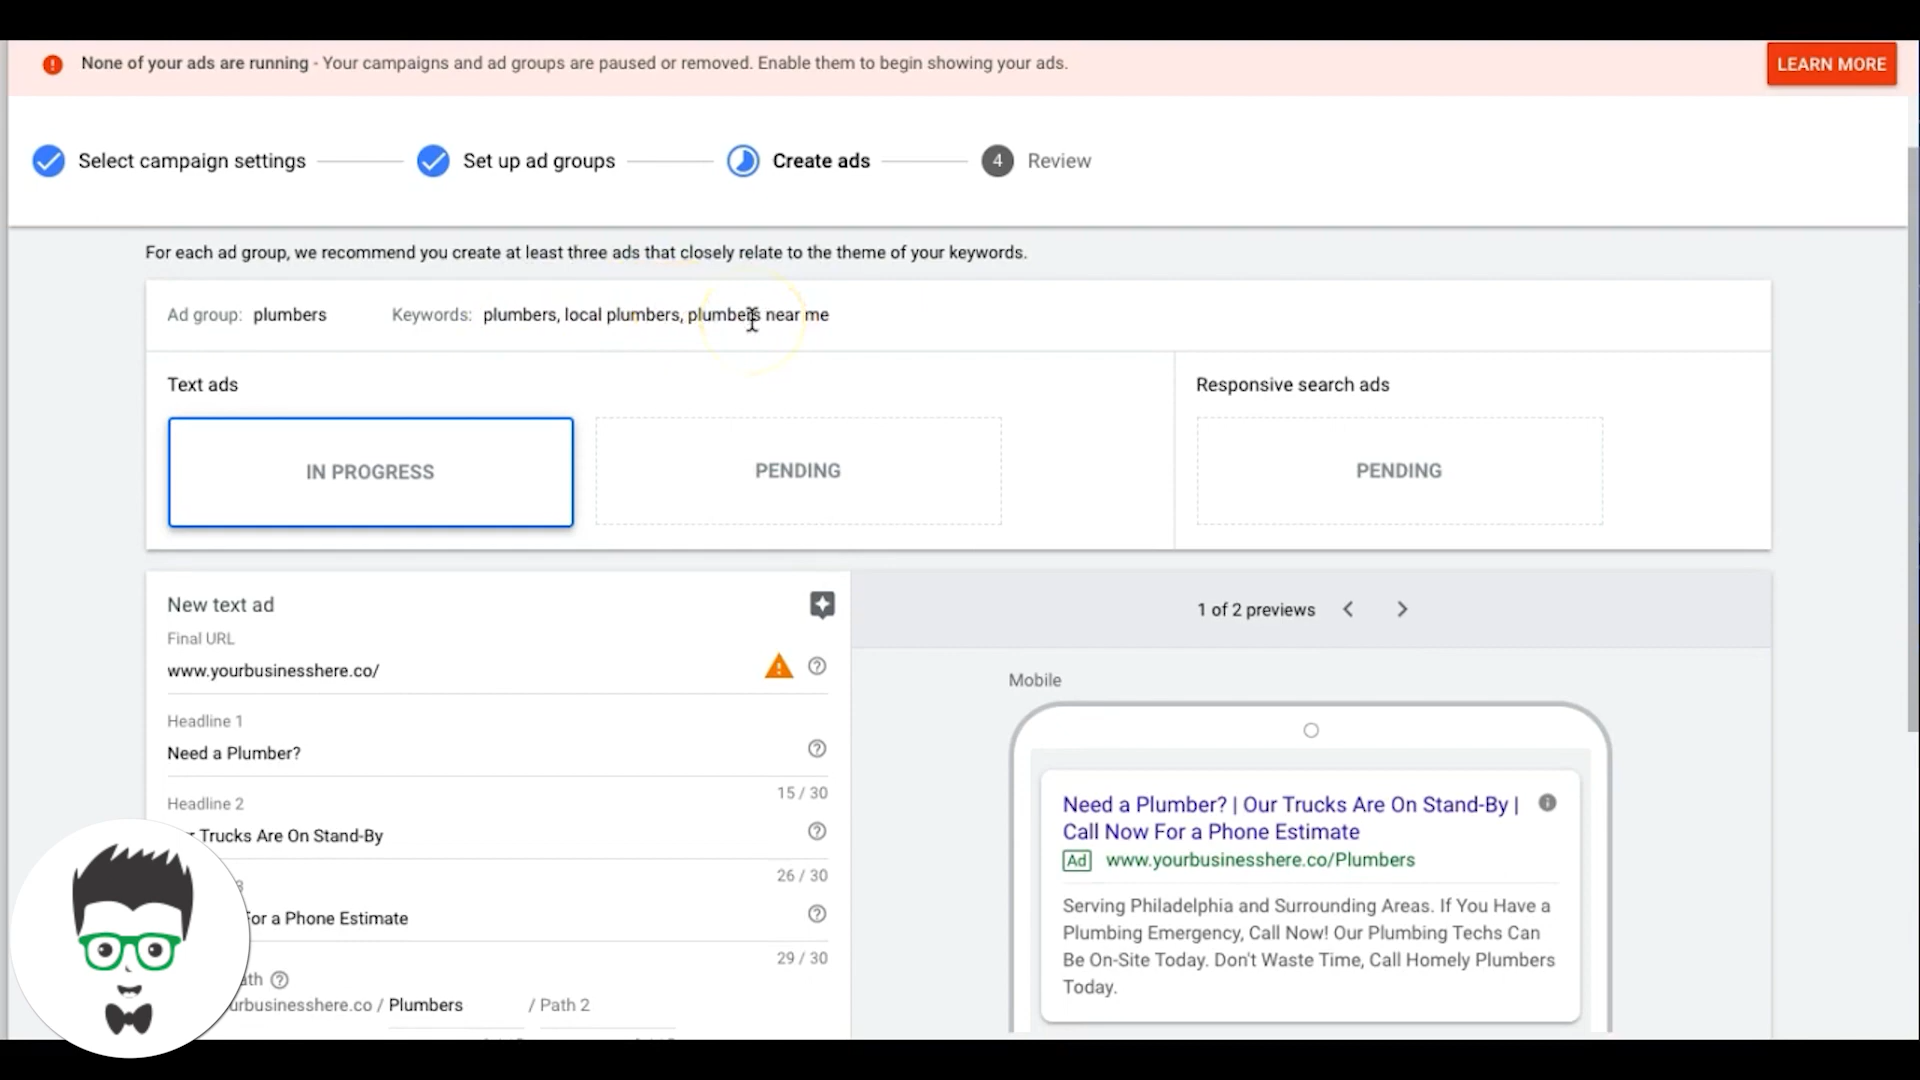 None of your ads are running - Your campaigns and ad groups are paused or removed. Enable them to begin showing your ads.
LEARN MORE
Select campaign settings
Set up ad groups
Create ads
4 Review
For each ad group, we recommend you create at least three ads that closely relate to the theme of your keywords.
Ad group: plumbers Keywords: plumbers, local plumbers, plumbers near me
Text ads
Responsive search ads
IN PROGRESS
PENDING
PENDING
New text ad
Final URL
www.yourbusinesshere.co/
Headline 1
Need a Plumber?
15 / 30
Headline 2
Trucks Are On Stand-By
26 / 30
3
For a Phone Estimate
29 / 30
/ Plumbers / Path 2
1 of 2 previews
Mobile
Need a Plumber? | Our Trucks Are On Stand-By |
Call Now For a Phone Estimate
Ad www.yourbusinesshere.co/Plumbers
Serving Philadelphia and Surrounding Areas. If You Have a
Plumbing Emergency, Call Now! Our Plumbing Techs Can
Be On-Site Today. Don't Waste Time, Call Homely Plumbers
Today.